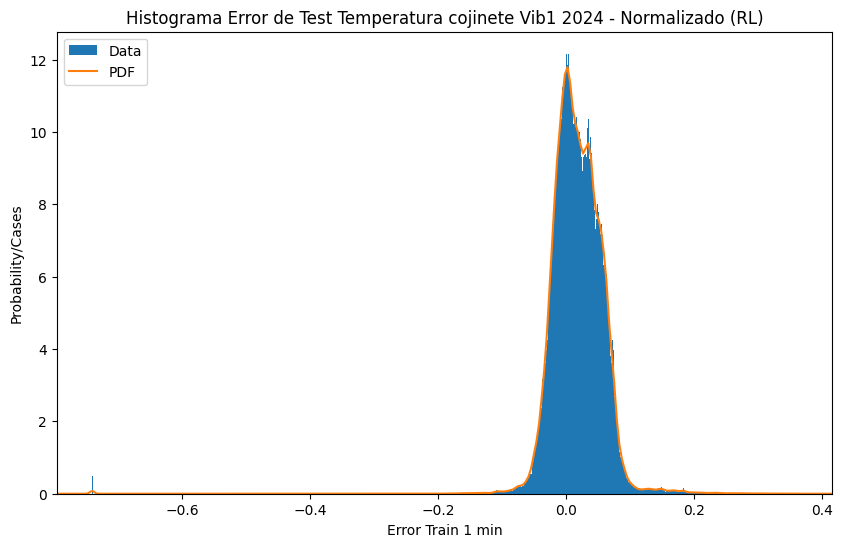 Histograma Error de Test Temperatura cojinete Vib1 2024 - Normalizado (RL)
Data
PDF
Probability/Cases
12
10
8
6
4
2
0
−0.6
−0.4
−0.2
0.0
0.2
0.4
Error Train 1 min